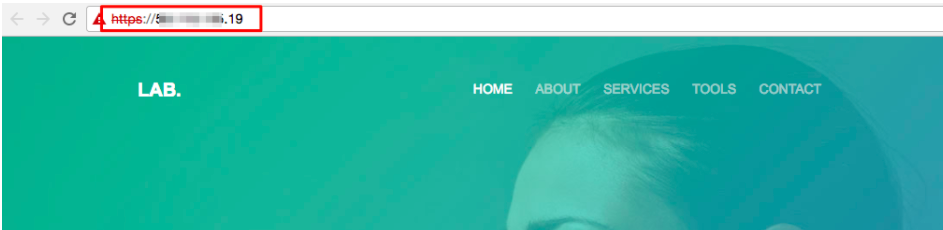 https://5 .19
LAB.
HOME ABOUT SERVICES TOOLS CONTACT